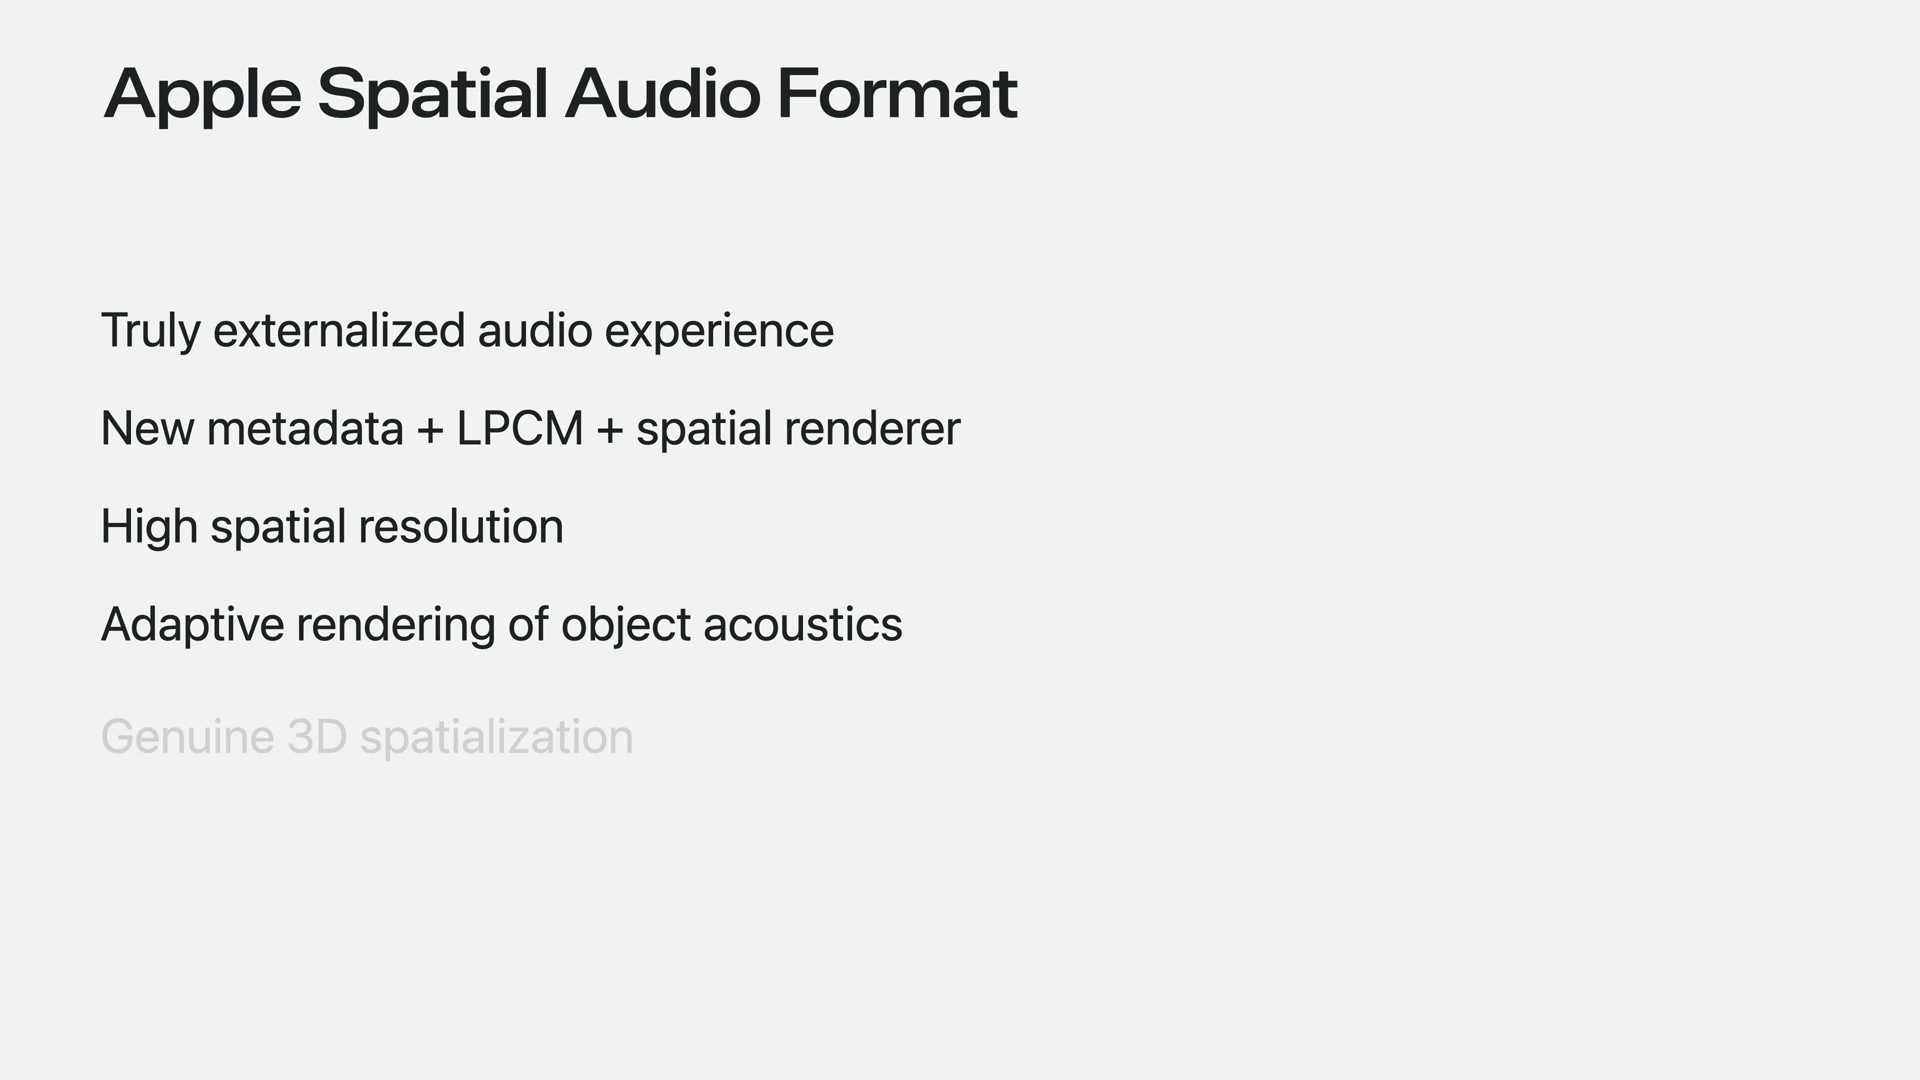 Apple Spatial Audio Format
Truly externalized audio experience
New metadata + LPCM + spatial renderer
High spatial resolution
Adaptive rendering of object acoustics
Genuine 3D spatialization